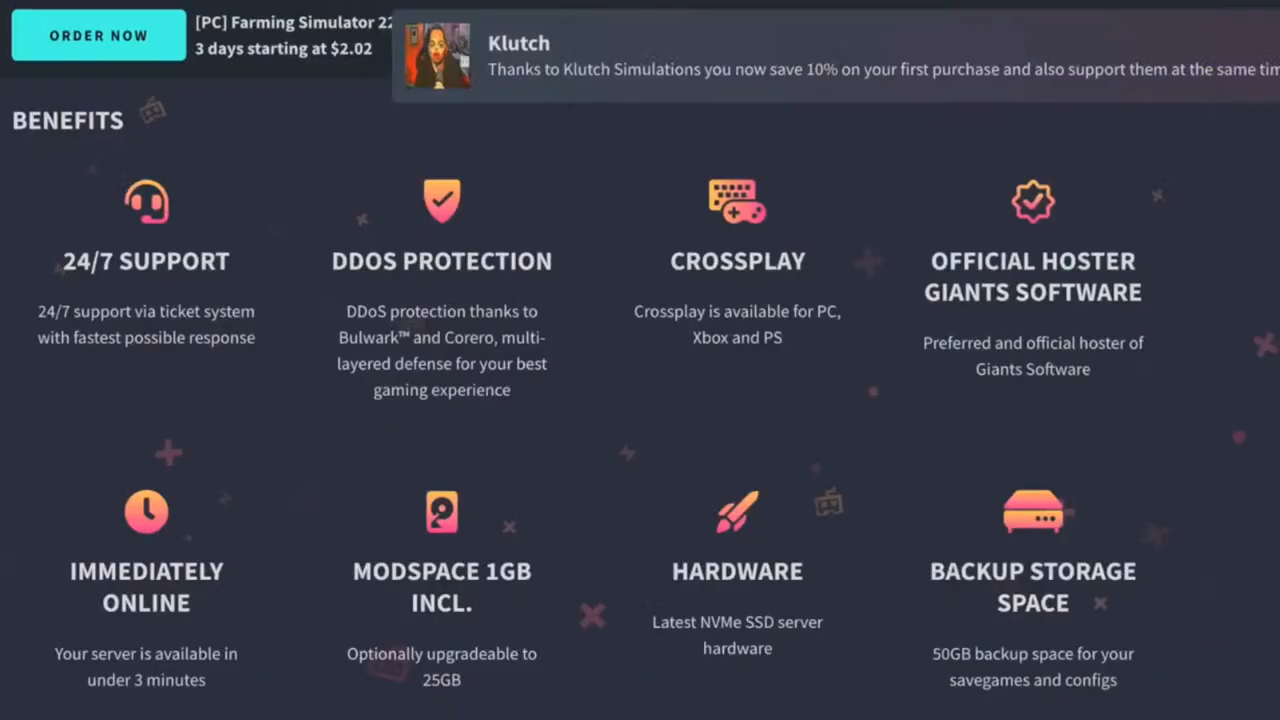 ORDER NOW
[PC] Farming Simulator 22
3 days starting at $2.02
Klutch
Thanks to Klutch Simulations you now save 10% on your first purchase and also support them at the same tim
BENEFITS
24/7 SUPPORT
24/7 support via ticket system
with fastest possible response
DDOS PROTECTION
DDoS protection thanks to
Bulwark™ and Corero, multi-
layered defense for your best
gaming experience
CROSSPLAY
Crossplay is available for PC,
Xbox and PS
OFFICIAL HOSTER
GIANTS SOFTWARE
Preferred and official hoster of
Giants Software
IMMEDIATELY
ONLINE
Your server is available in
under 3 minutes
MODSPACE 1GB
INCL.
Optionally upgradeable to
25GB
HARDWARE
Latest NVMe SSD server
hardware
BACKUP STORAGE
SPACE
50GB backup space for your
savegames and configs